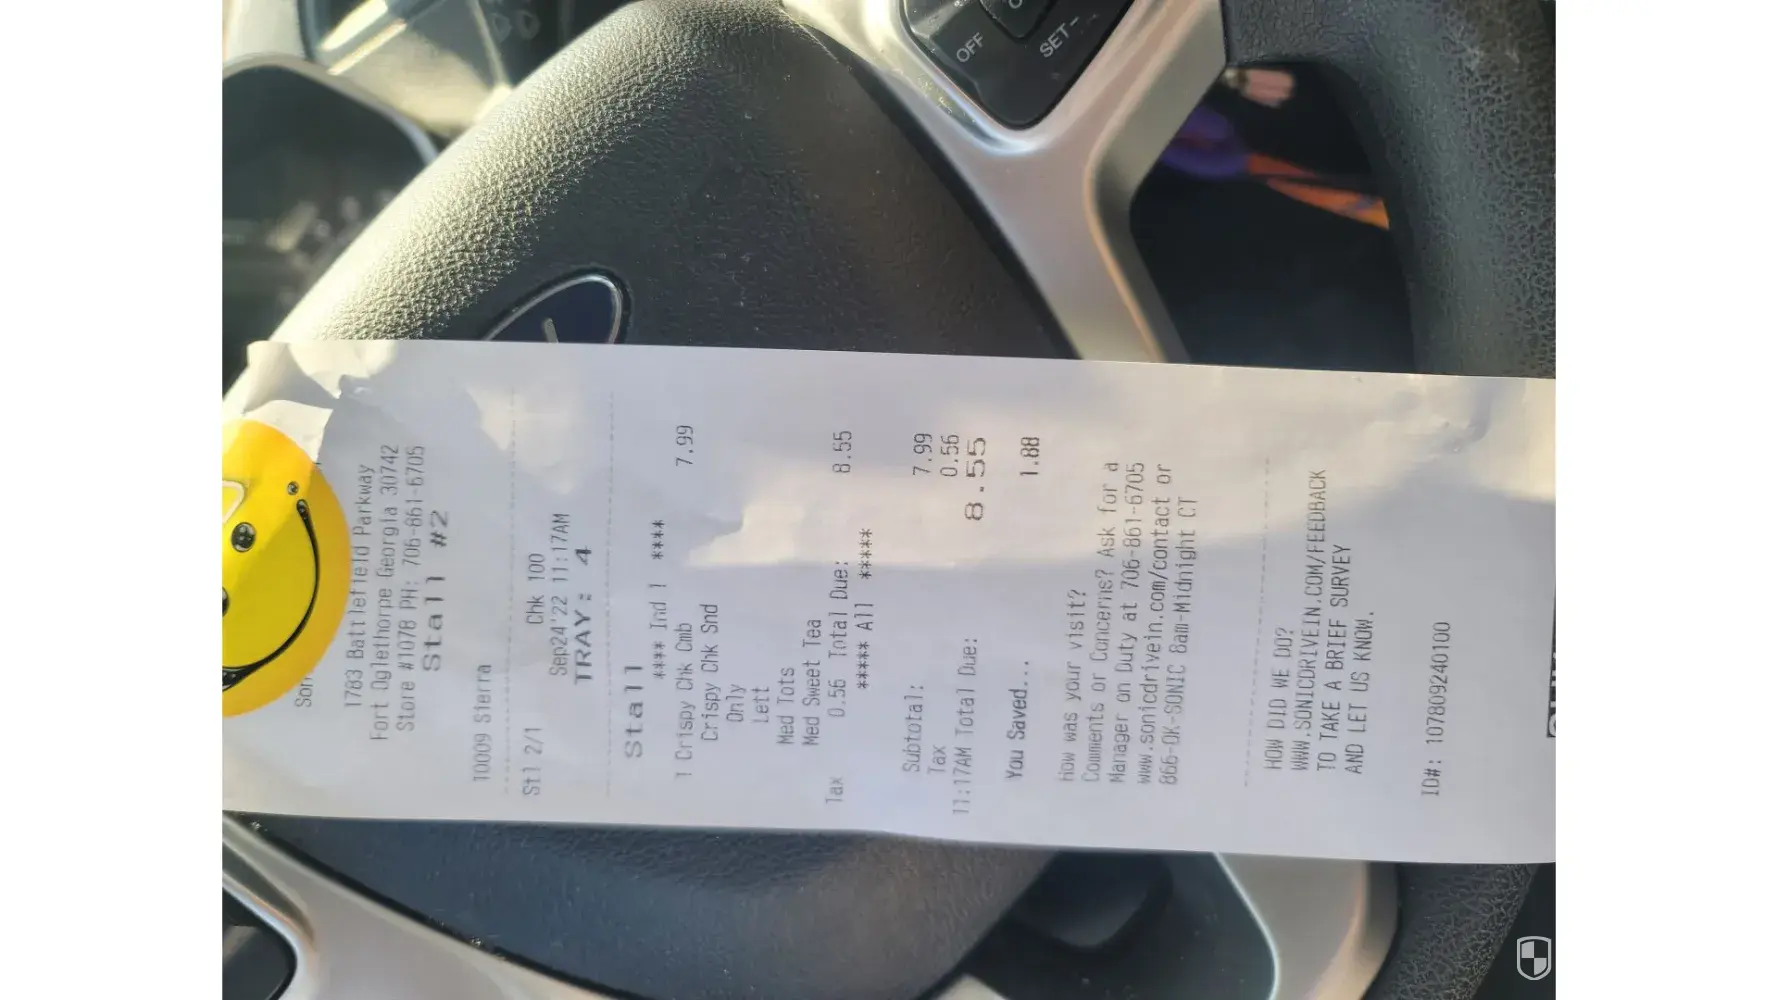 OFF
SET-
Son
1783 Battlefield Parkway
Fort Oglethorpe Georgia 30742
Store #1078 PH: 706-861-6705
Stall #2
10009 Sierra
Stl 2/1 Chk 100
Sep24'22 11:17AM
TRAY: 4
Stall
**** Ind 1 ****
1 Crispy Chk Cmb 7.99
Crispy Chk Snd
Only
Lett
Med Tots
Med Sweet Tea
Tax 0.56 Total Due: 8.55
***** All *****
Subtotal: 7.99
Tax 0.56
11:17AM Total Due: 8.55
You Saved... 1.88
How was your visit?
Comments or Concerns? Ask for a
Manager on Duty at 706-861-6705
www.sonicdrivein.com/contact or
866-OK-SONIC 8am-Midnight CT
HOW DID WE DO?
WWW.SONICDRIVEIN.COM/FEEDBACK
TO TAKE A BRIEF SURVEY
AND LET US KNOW.
ID#: 107809240100